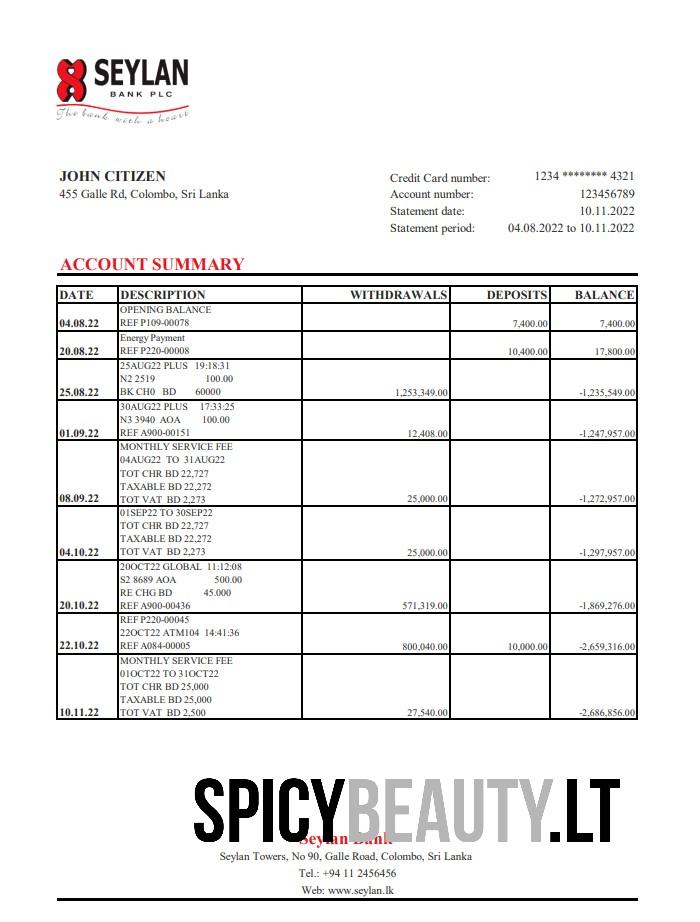 SEYLAN
BANK PLC
The bank with a heart
JOHN CITIZEN
455 Galle Rd, Colombo, Sri Lanka
Credit Card number: 1234 ******** 4321
Account number: 123456789
Statement date: 10.11.2022
Statement period: 04.08.2022 to 10.11.2022
ACCOUNT SUMMARY
DATE DESCRIPTION WITHDRAWALS DEPOSITS BALANCE
OPENING BALANCE
04.08.22 REF P109-00078 7,400.00 7,400.00
Energy Payment
20.08.22 REF P220-00008 10,400.00 17,800.00
25AUG22 PLUS 19:18:31
N2 2519 100.00
25.08.22 BK CH0 BD 60000 1,253,349.00 -1,235,549.00
30AUG22 PLUS 17:33:25
N3 3940 AOA 100.00
01.09.22 REF A900-00151 12,408.00 -1,247,957.00
MONTHLY SERVICE FEE
04AUG22 TO 31AUG22
TOT CHR BD 22,727
TAXABLE BD 22,272
08.09.22 TOT VAT BD 2,273 25,000.00 -1,272,957.00
01SEP22 TO 30SEP22
TOT CHR BD 22,727
TAXABLE BD 22,272
04.10.22 TOT VAT BD 2,273 25,000.00 -1,297,957.00
20OCT22 GLOBAL 11:12:08
S2 8689 AOA 500.00
RE CHG BD 45.000
20.10.22 REF A900-00436 571,319.00 -1,869,276.00
REF P220-00045
22OCT22 ATM104 14:41:36
22.10.22 REF A084-00005 800,040.00 10,000.00 -2,659,316.00
MONTHLY SERVICE FEE
01OCT22 TO 31OCT22
TOT CHR BD 25,000
TAXABLE BD 25,000
10.11.22 TOT VAT BD 2,500 27,540.00 -2,686,856.00
SPICYBEAUTY.LT
Seylan Bank
Seylan Towers, No 90, Galle Road, Colombo, Sri Lanka
Tel.: +94 11 2456456
Web: www.seylan.lk